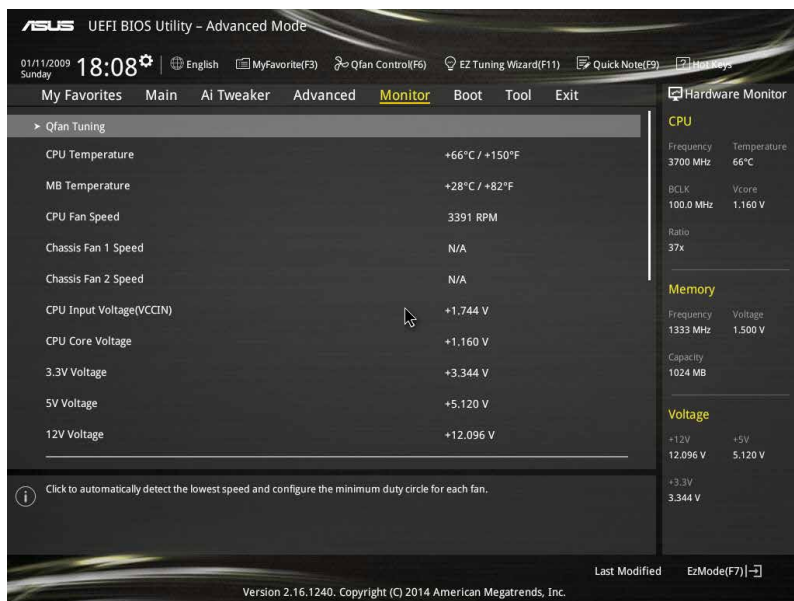 ASUS UEFI BIOS Utility – Advanced Mode
01/11/2009 Sunday 18:08 English MyFavorite(F3) Qfan Control(F6) EZ Tuning Wizard(F11) Quick Note(F9) ? Hot Keys
My Favorites Main Ai Tweaker Advanced Monitor Boot Tool Exit
> Qfan Tuning
CPU Temperature +66°C / +150°F
MB Temperature +28°C / +82°F
CPU Fan Speed 3391 RPM
Chassis Fan 1 Speed N/A
Chassis Fan 2 Speed N/A
CPU Input Voltage(VCCIN) +1.744 V
CPU Core Voltage +1.160 V
3.3V Voltage +3.344 V
5V Voltage +5.120 V
12V Voltage +12.096 V
i Click to automatically detect the lowest speed and configure the minimum duty circle for each fan.
Hardware Monitor
CPU
Frequency Temperature
3700 MHz 66°C
BCLK Vcore
100.0 MHz 1.160 V
Ratio
37x
Memory
Frequency Voltage
1333 MHz 1.500 V
Capacity
1024 MB
Voltage
+12V +5V
12.096 V 5.120 V
+3.3V
3.344 V
Last Modified EzMode(F7)
Version 2.16.1240. Copyright (C) 2014 American Megatrends, Inc.